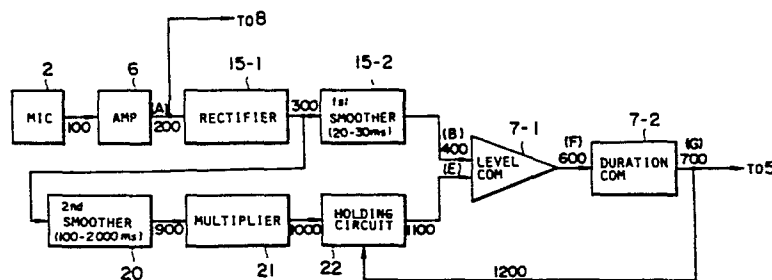 TO 8
2
6
15-1
15-2
MIC
100
AMP
(A)
200
RECTIFIER
300
1st
SMOOTHER
(20-30ms)
(B)
400
(E)
7-1
LEVEL
COM
(F)
600
7-2
DURATION
COM
(G)
700
TO 5
2nd
SMOOTHER
(100-2000ms)
900
MULTIPLIER
1000
HOLDING
CIRCUIT
1100
20
21
22
1200